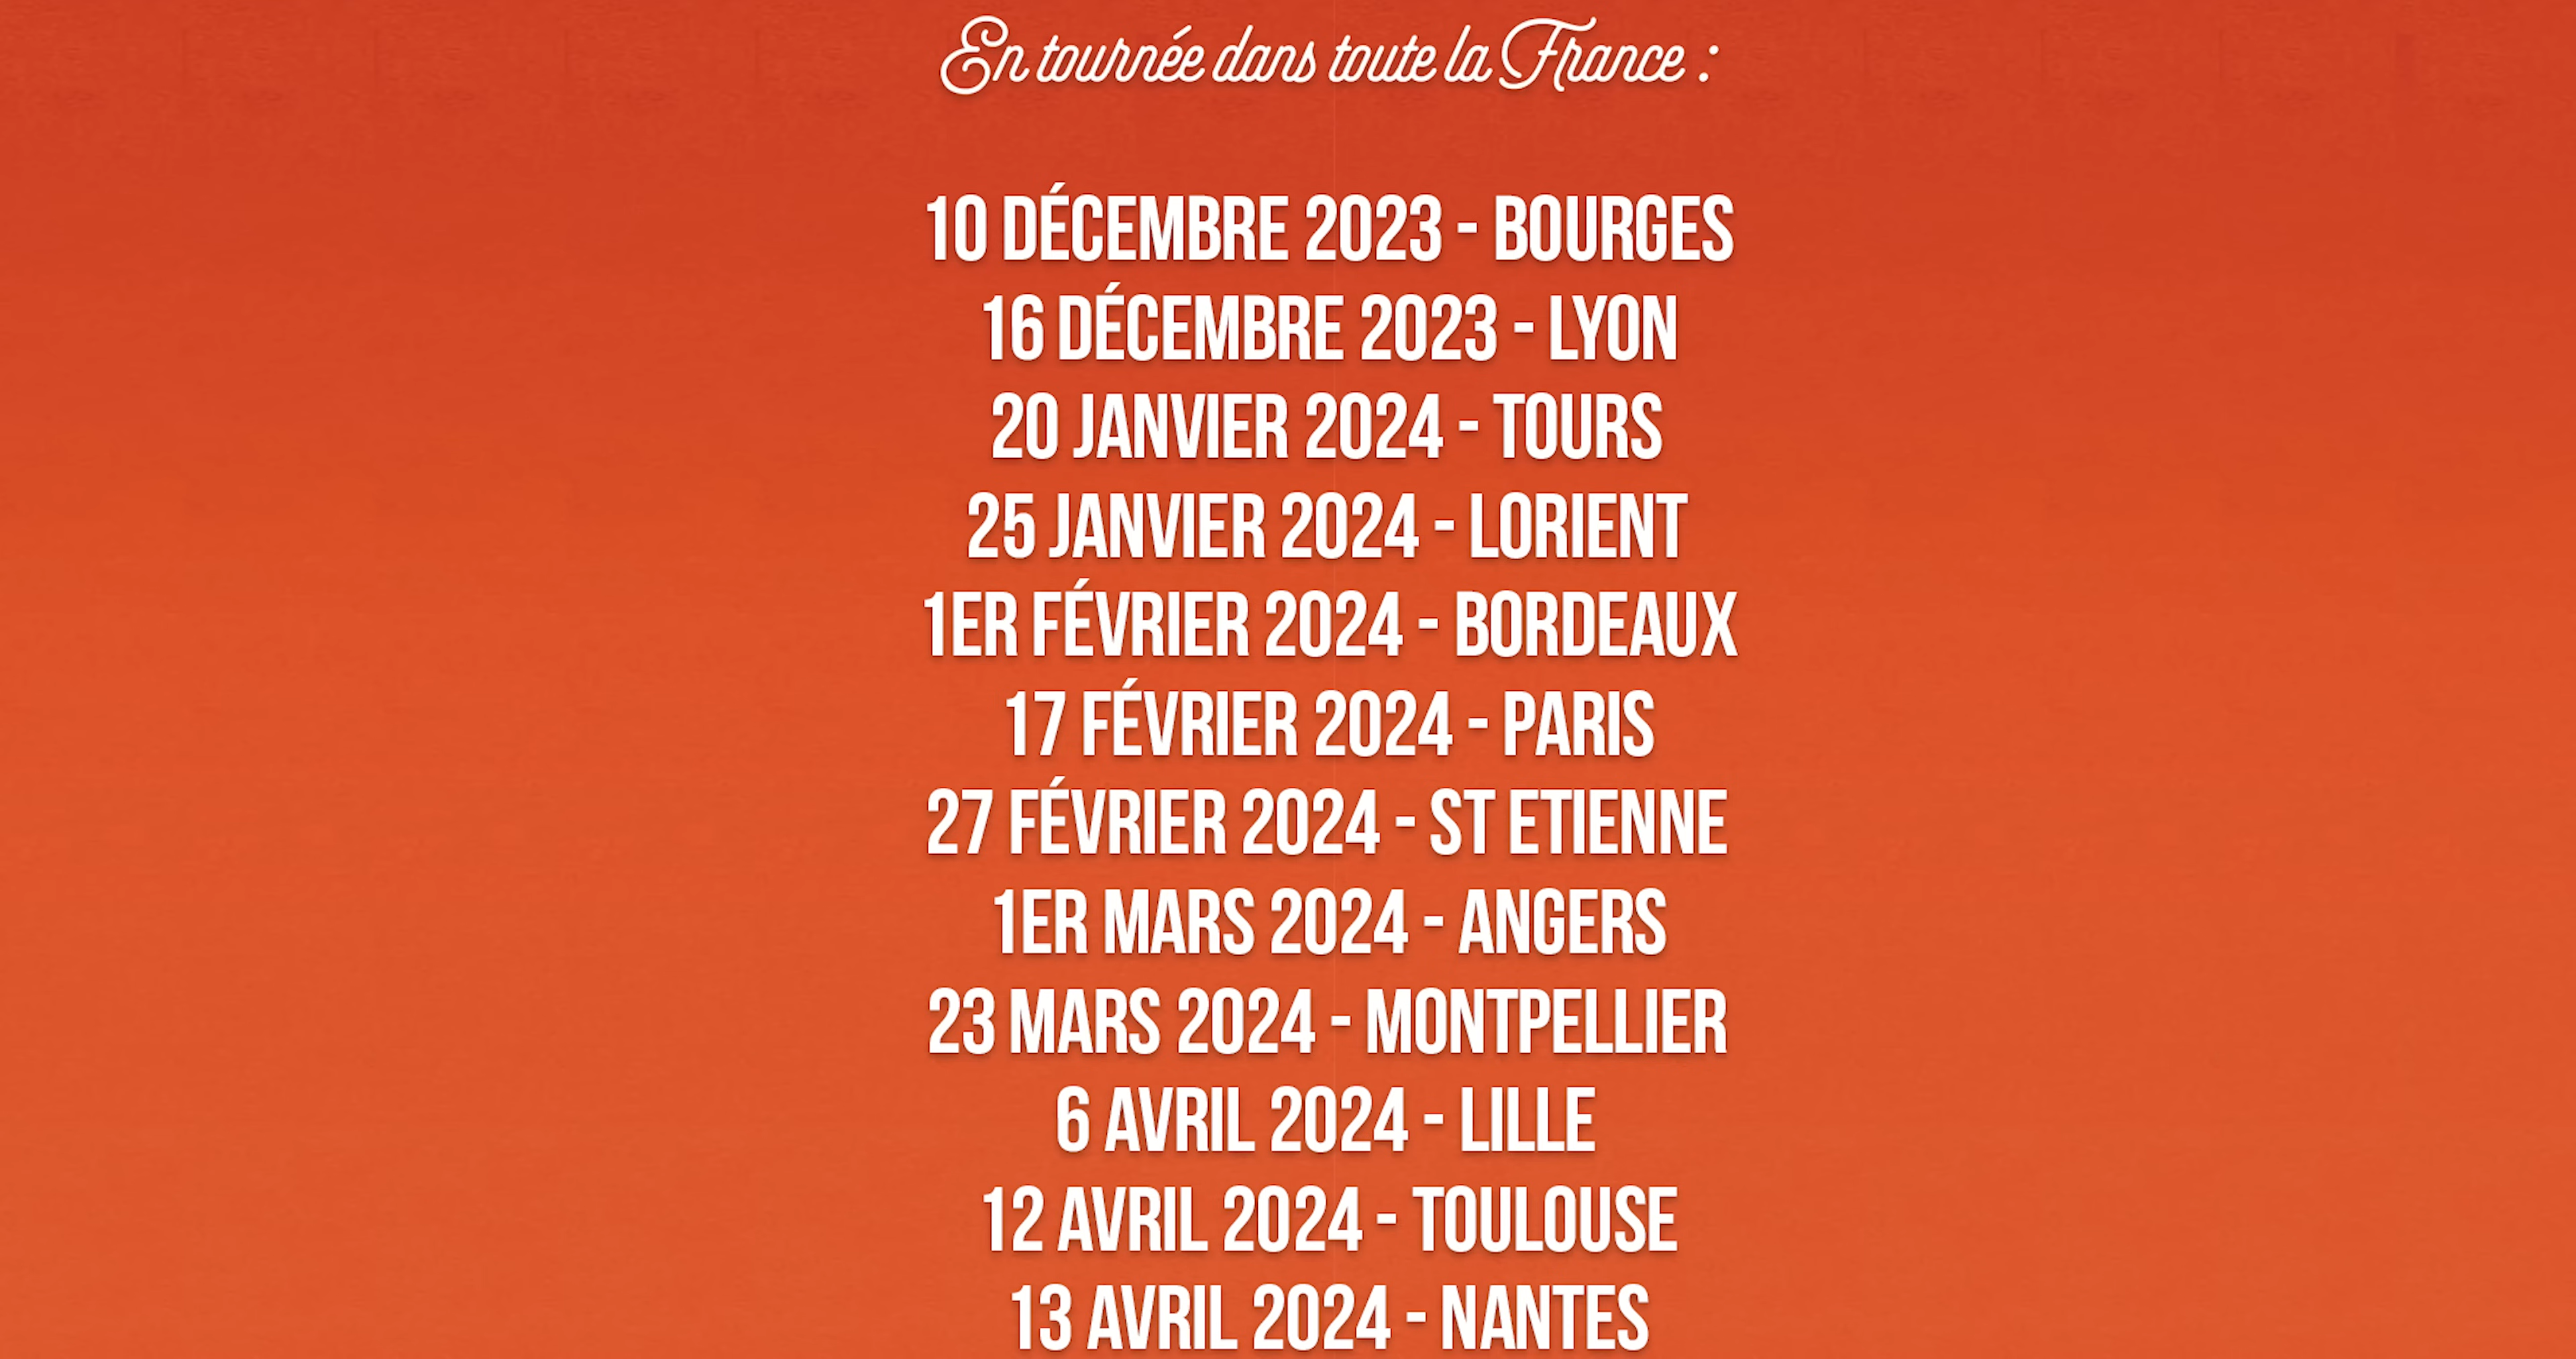 En tournée dans toute la France :
10 DÉCEMBRE 2023 - BOURGES
16 DÉCEMBRE 2023 - LYON
20 JANVIER 2024 - TOURS
25 JANVIER 2024 - LORIENT
1ER FÉVRIER 2024 - BORDEAUX
17 FÉVRIER 2024 - PARIS
27 FÉVRIER 2024 - ST ETIENNE
1ER MARS 2024 - ANGERS
23 MARS 2024 - MONTPELLIER
6 AVRIL 2024 - LILLE
12 AVRIL 2024 - TOULOUSE
13 AVRIL 2024 - NANTES